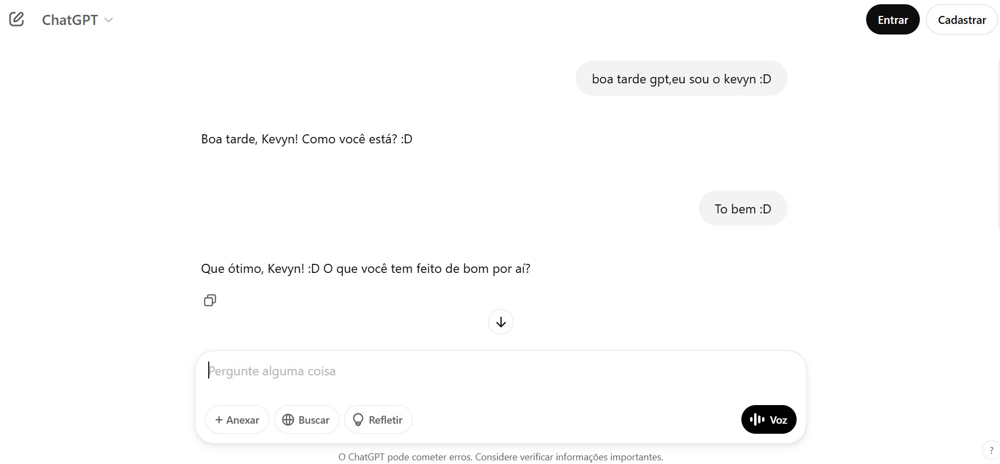 ChatGPT
Entrar
Cadastrar
boa tarde gpt,eu sou o kevyn :D
Boa tarde, Kevyn! Como você está? :D
To bem :D
Que ótimo, Kevyn! :D O que você tem feito de bom por aí?
Pergunte alguma coisa
+ Anexar
Buscar
Refletir
Voz
O ChatGPT pode cometer erros. Considere verificar informações importantes.
?